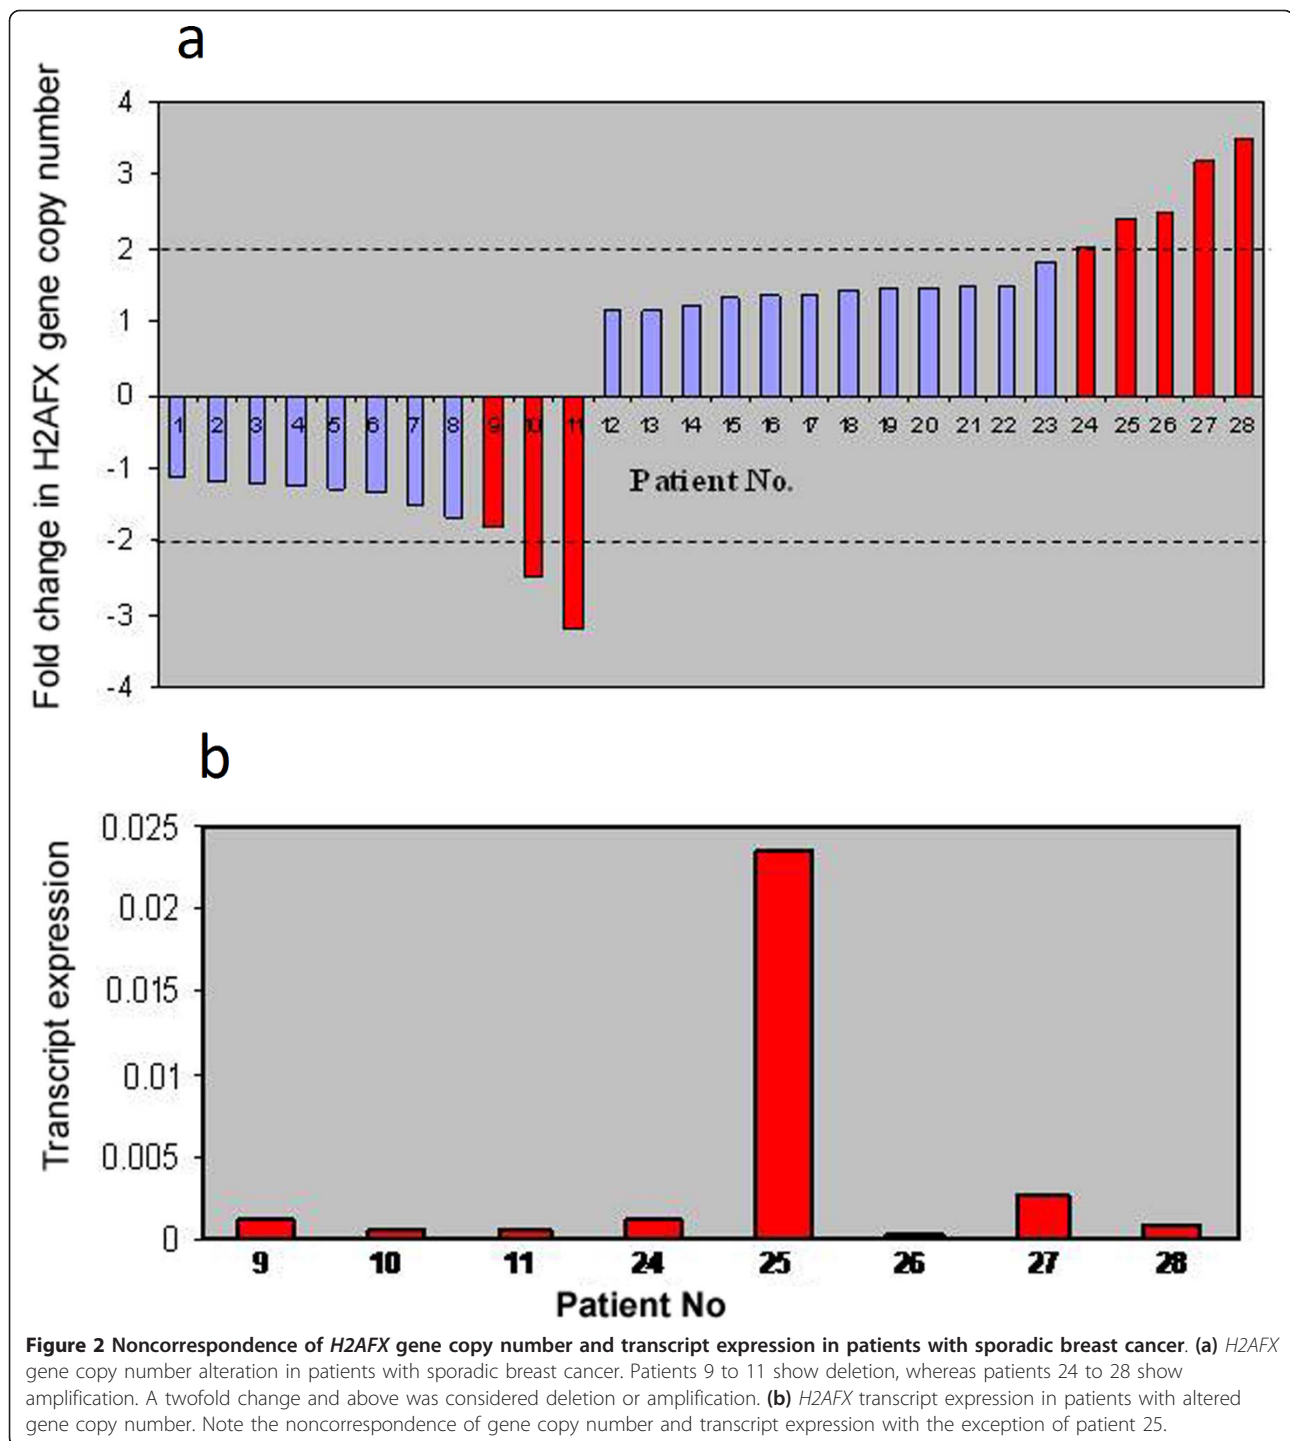 a
Fold change in H2AFX gene copy number
4
3
2
1
0
-1
-2
-3
-4
1 2 3 4 5 6 7 8 9 10 11 12 13 14 15 16 17 18 19 20 21 22 23 24 25 26 27 28
Patient No.
b
Transcript expression
0.025
0.02
0.015
0.01
0.005
0
9 10 11 24 25 26 27 28
Patient No
Figure 2 Noncorrespondence of H2AFX gene copy number and transcript expression in patients with sporadic breast cancer. (a) H2AFX
gene copy number alteration in patients with sporadic breast cancer. Patients 9 to 11 show deletion, whereas patients 24 to 28 show
amplification. A twofold change and above was considered deletion or amplification. (b) H2AFX transcript expression in patients with altered
gene copy number. Note the noncorrespondence of gene copy number and transcript expression with the exception of patient 25.